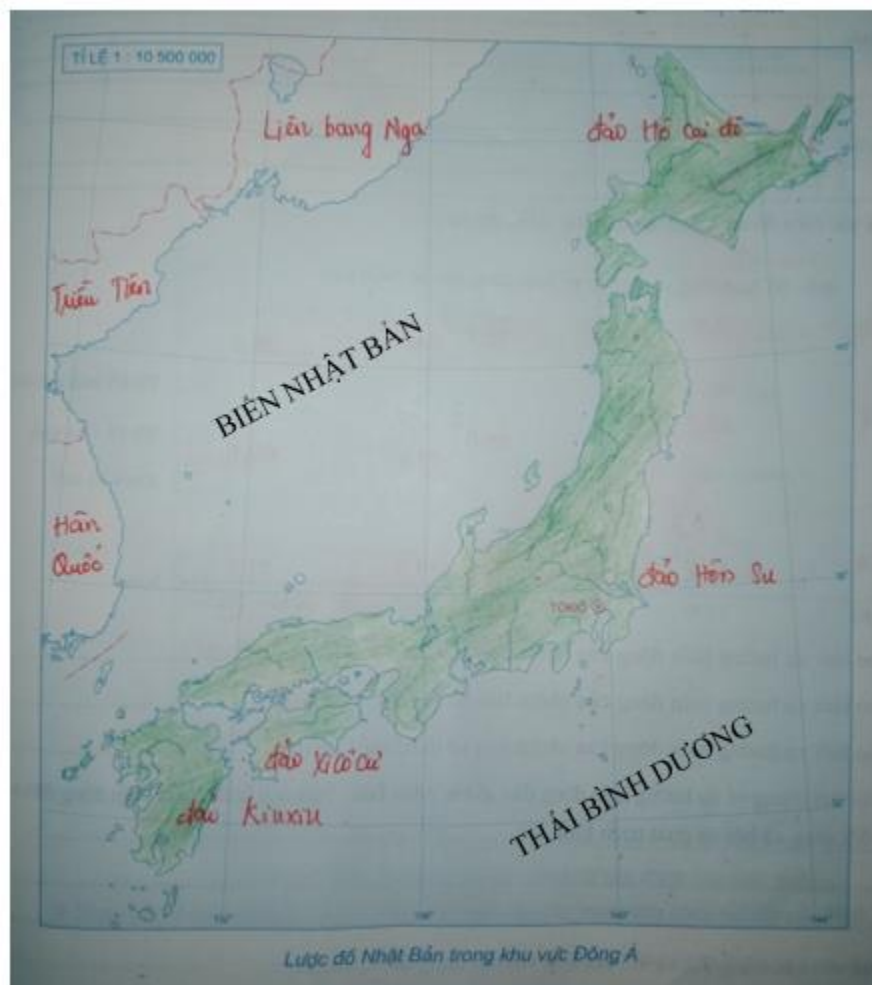 TỈ LỆ 1 : 10 500 000
Liên bang Nga
đảo Hô Cai đô
Triều Tiên
BIỂN NHẬT BẢN
Hàn
Quốc
đảo Hôn Su
TOKIO
đảo Xicôcư
THÁI BÌNH DƯƠNG
đảo Kiuxiu
Lược đồ Nhật Bản trong khu vực Đông Á